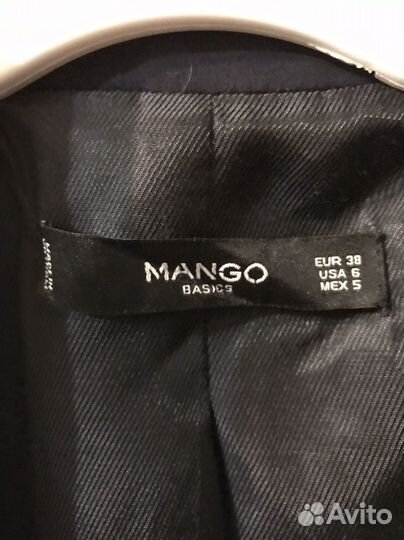 MANGO
BASICS
EUR 38
USA 6
MEX 5
Avito